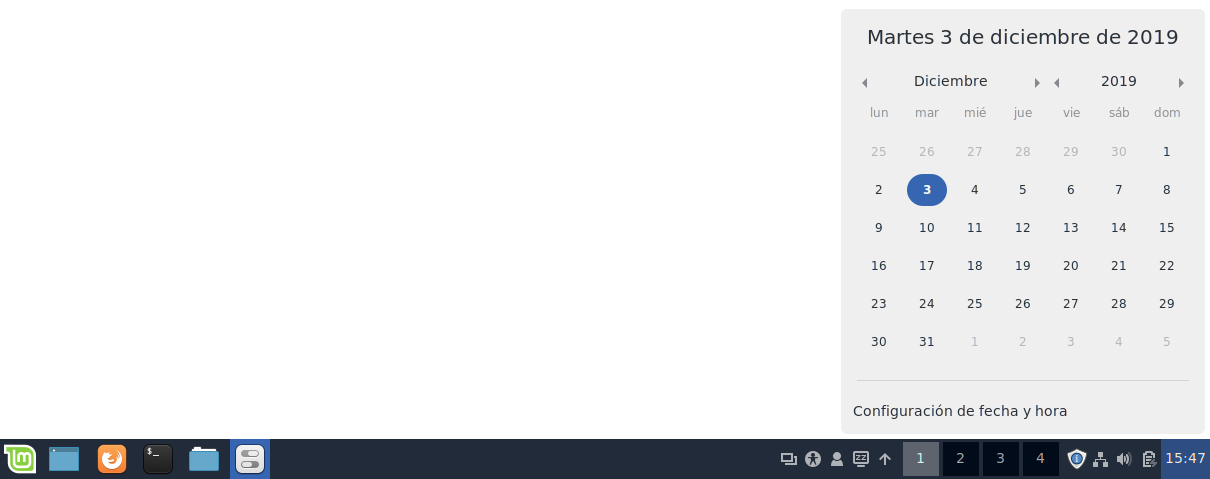 Martes 3 de diciembre de 2019
Diciembre 2019
lun mar mié jue vie sáb dom
25 26 27 28 29 30 1
2 3 4 5 6 7 8
9 10 11 12 13 14 15
16 17 18 19 20 21 22
23 24 25 26 27 28 29
30 31 1 2 3 4 5
Configuración de fecha y hora
$_ zz 1 2 3 4 15:47